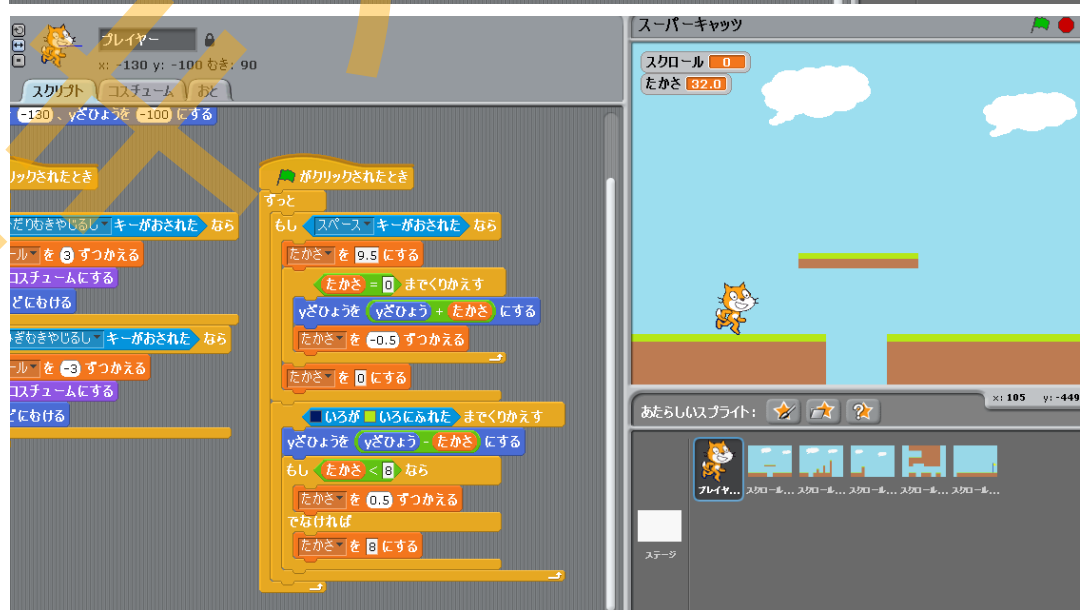 プレイヤー
x: -130 y: -100 むき: 90
スクリプト コスチューム おと
-130 、yざひょうを -100 にする
ックされたとき
だりむきやじるし キーがおされた なら
ール を 3 ずつかえる
コスチュームにする
どにむける
ぎむきやじるし キーがおされた なら
ール を -3 ずつかえる
コスチュームにする
どにむける
がクリックされたとき
ずっと
もし スペース キーがおされた なら
たかさ を 9.5 にする
たかさ = 0 までくりかえす
yざひょうを yざひょう + たかさ にする
たかさ を -0.5 ずつかえる
たかさ を 0 にする
いろが いろにふれた までくりかえす
yざひょうを yざひょう - たかさ にする
もし たかさ < 8 なら
たかさ を 0.5 ずつかえる
でなければ
たかさ を 8 にする
スーパーキャッツ
スクロール 0
たかさ 32.0
x: 105 y: -449
あたらしいスプライト:
プレイヤ... スクロール... スクロール... スクロール... スクロール... スクロール...
ステージ